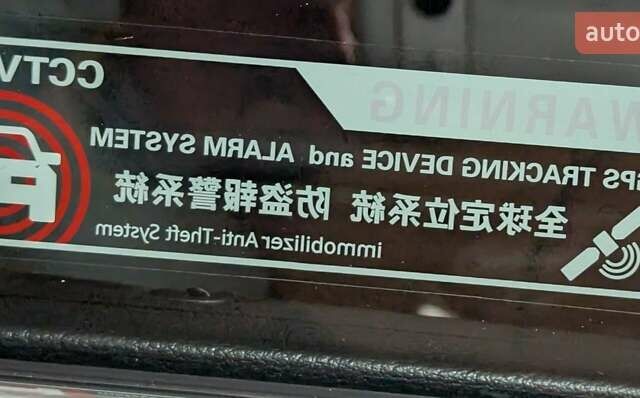 auto
WARNING
CCTV
GPS TRACKING DEVICE and ALARM SYSTEM
全球定位系統 防盜報警系統
immobilizer Anti-Theft System